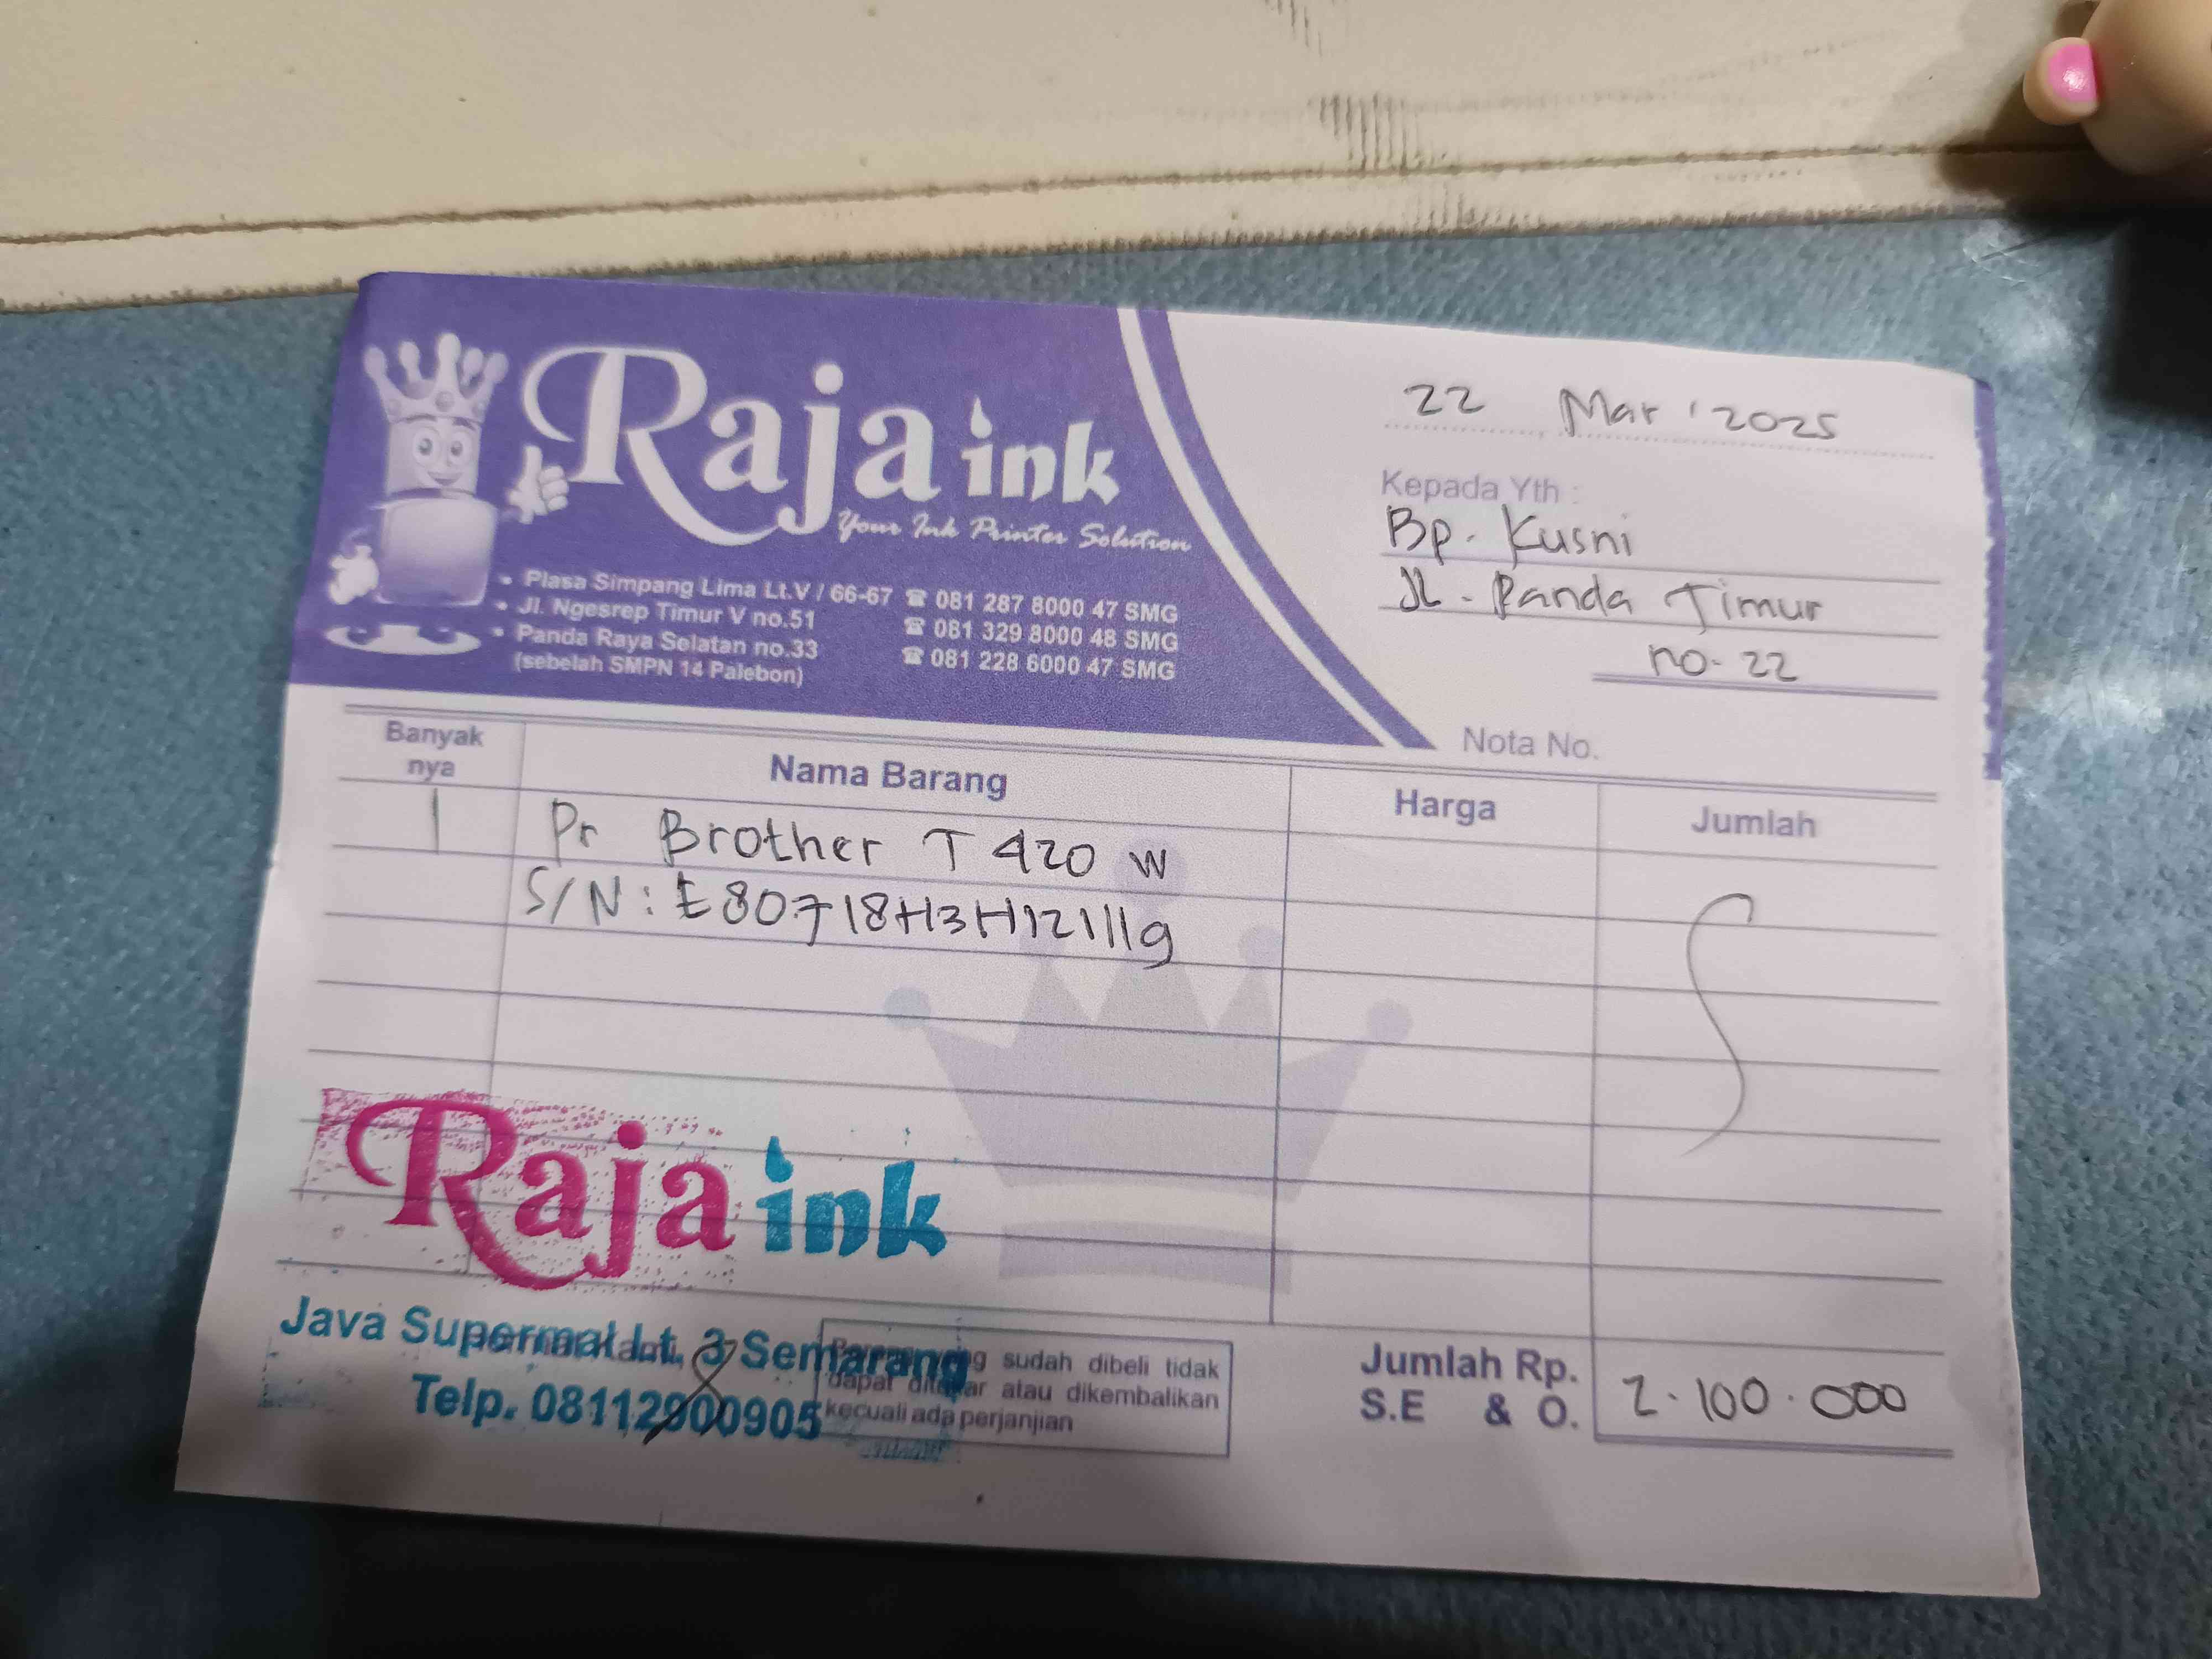 Raja ink
Your Ink Printer Solution
• Plasa Simpang Lima Lt.V / 66-67 ☎ 081 287 8000 47 SMG
• Jl. Ngesrep Timur V no.51 ☎ 081 329 8000 48 SMG
• Panda Raya Selatan no.33 ☎ 081 228 6000 47 SMG
(sebelah SMPN 14 Palebon)
22 Mar '2025
Kepada Yth :
Bp. Kusni
Jl. Panda Timur
no. 22
Nota No.
Banyak nya Nama Barang Harga Jumlah
1 Pr Brother T 420 W
S/N : E80718H3H121119
Raja ink
Java Supermal Lt. 3 Semarang
Telp. 08112900905
sudah dibeli tidak
dapat ditukar atau dikembalikan
kecuali ada perjanjian
Jumlah Rp. 2.100.000
S.E & O.